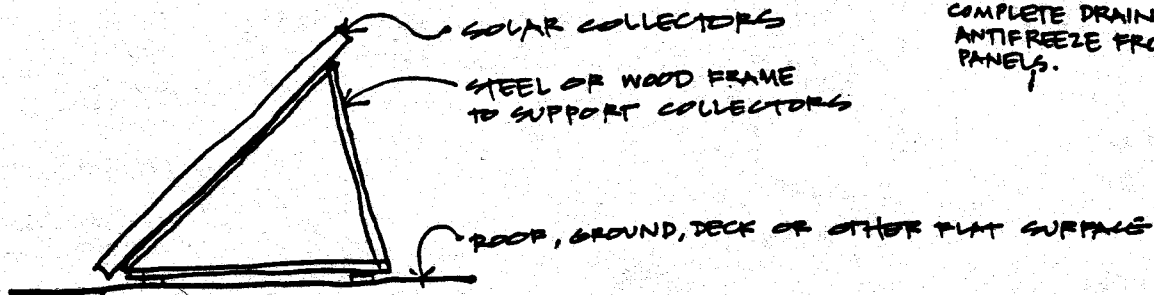 SOLAR COLLECTORS
STEEL OR WOOD FRAME
TO SUPPORT COLLECTORS
ROOF, GROUND, DECK OR OTHER FLAT SURFACE
COMPLETE DRAIN
ANTIFREEZE FRO
PANELS.